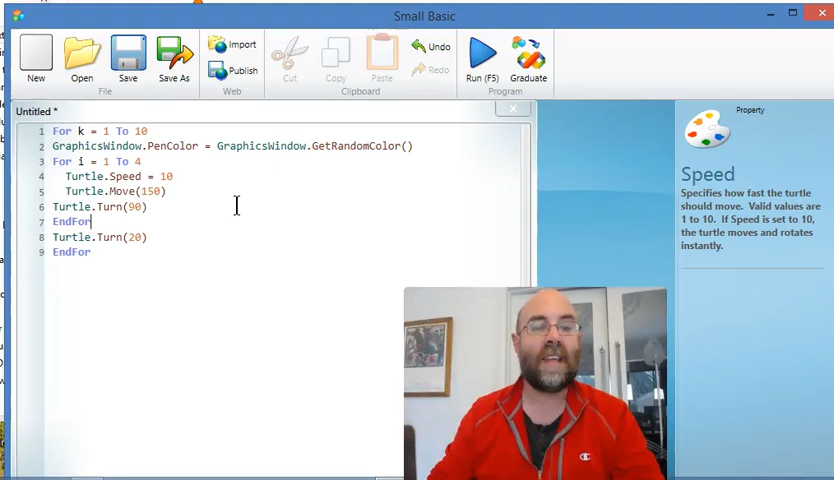 Small Basic
New
Open
Save
Save As
Import
Publish
Cut
Copy
Paste
Undo
Redo
Run (F5)
Graduate
File
Web
Clipboard
Program
Untitled *
1 For k = 1 To 10
2 GraphicsWindow.PenColor = GraphicsWindow.GetRandomColor()
3 For i = 1 To 4
4 Turtle.Speed = 10
5 Turtle.Move(150)
6 Turtle.Turn(90)
7 EndFor
8 Turtle.Turn(20)
9 EndFor
Property
Speed
Specifies how fast the turtle
should move. Valid values are
1 to 10. If Speed is set to 10,
the turtle moves and rotates
instantly.